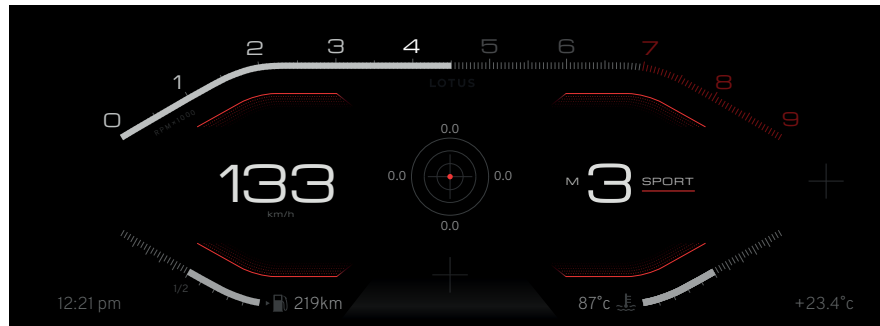 0 1 2 3 4 5 6 7 8 9
RPM×1000
LOTUS
0.0
133
km/h
0.0
0.0
0.0
M 3 SPORT
1/2
12:21 pm
219km
87°c
+23.4°c